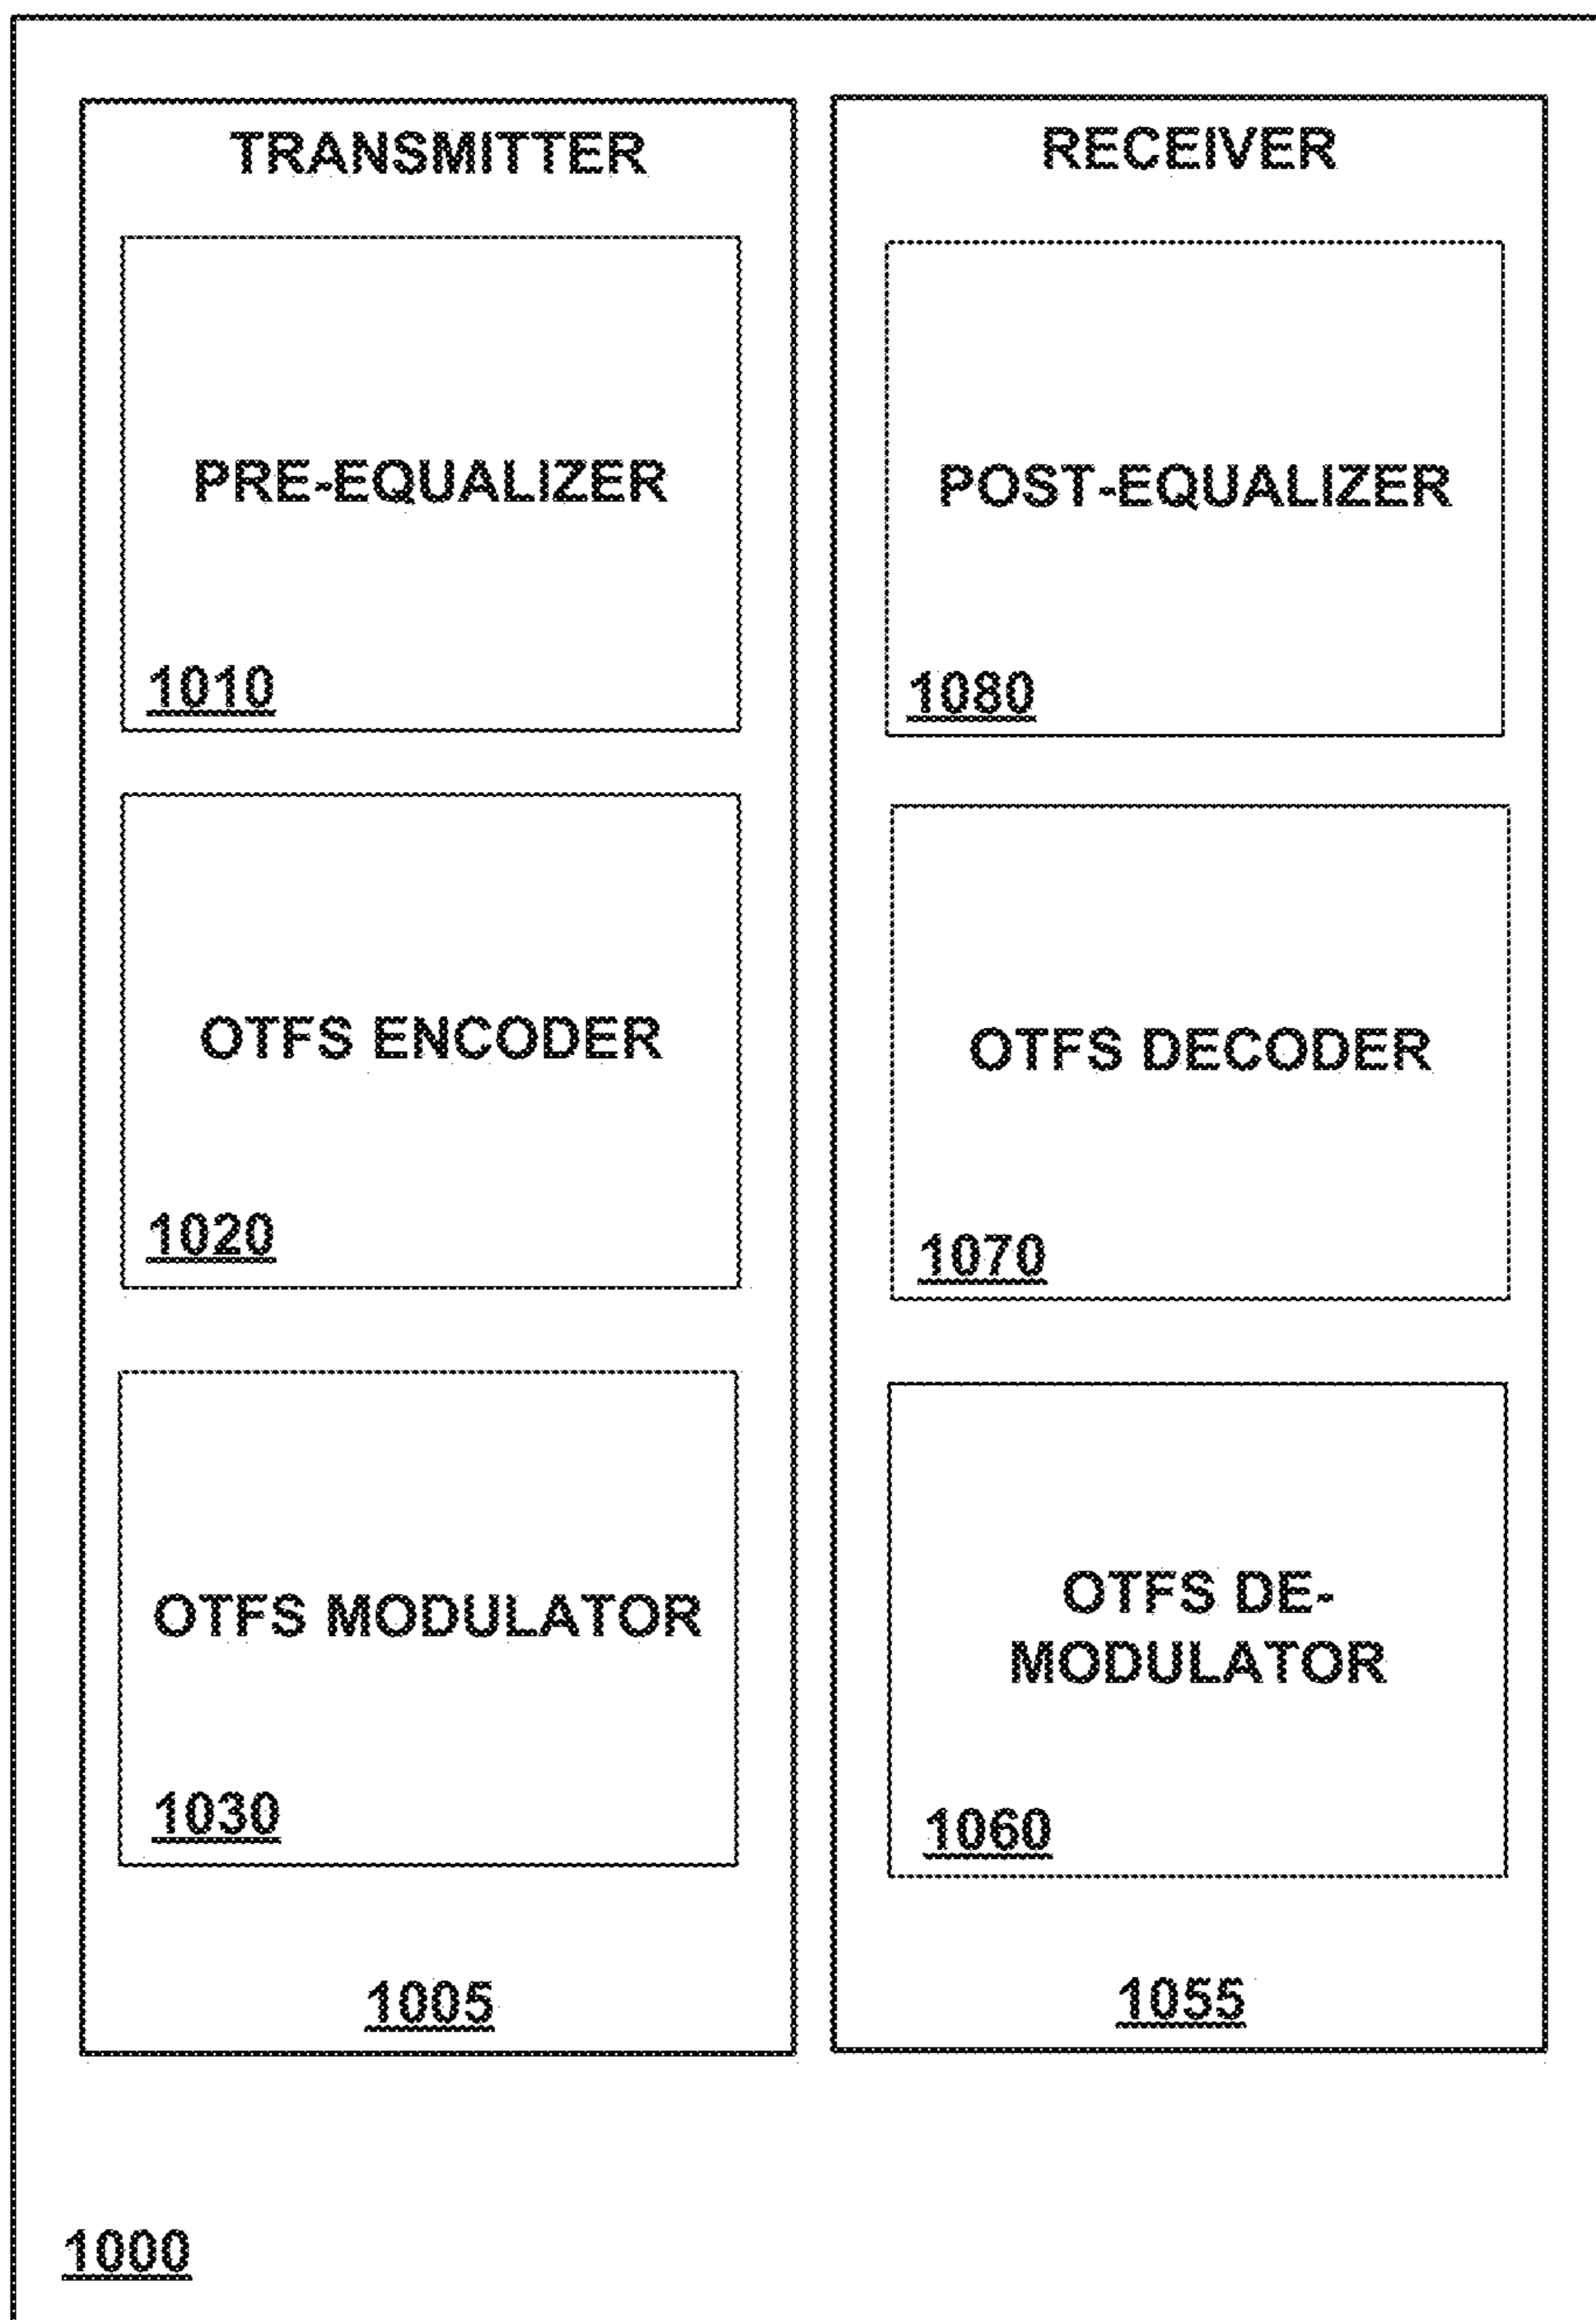 TRANSMITTER
PRE-EQUALIZER
1010
OTFS ENCODER
1020
OTFS MODULATOR
1030
1005
RECEIVER
POST-EQUALIZER
1080
OTFS DECODER
1070
OTFS DE-
MODULATOR
1060
1055
1000